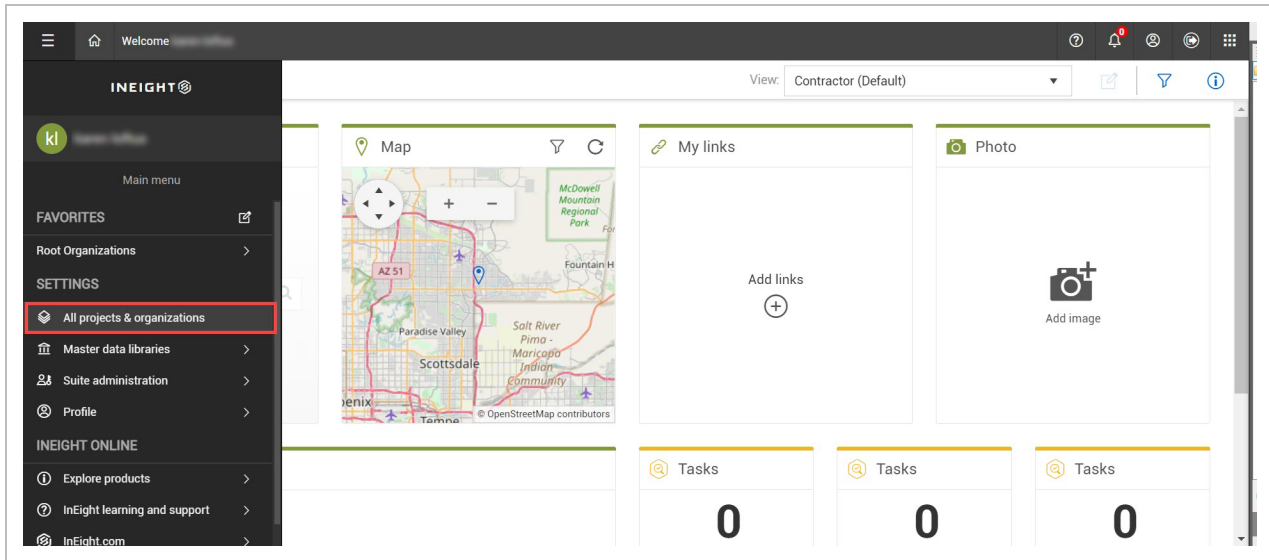 Welcome
0
INEIGHT
View: Contractor (Default)
kl
Main menu
FAVORITES
Root Organizations
SETTINGS
All projects & organizations
Master data libraries
Suite administration
Profile
INEIGHT ONLINE
Explore products
InEight learning and support
InEight.com
Map
McDowell
Mountain
Regional
Park
AZ 51
Fountain H
Paradise Valley
Salt River
Pima -
Maricopa
Indian
Community
Scottsdale
Tempe
© OpenStreetMap contributors
My links
Add links
Photo
Add image
Tasks
0
Tasks
0
Tasks
0